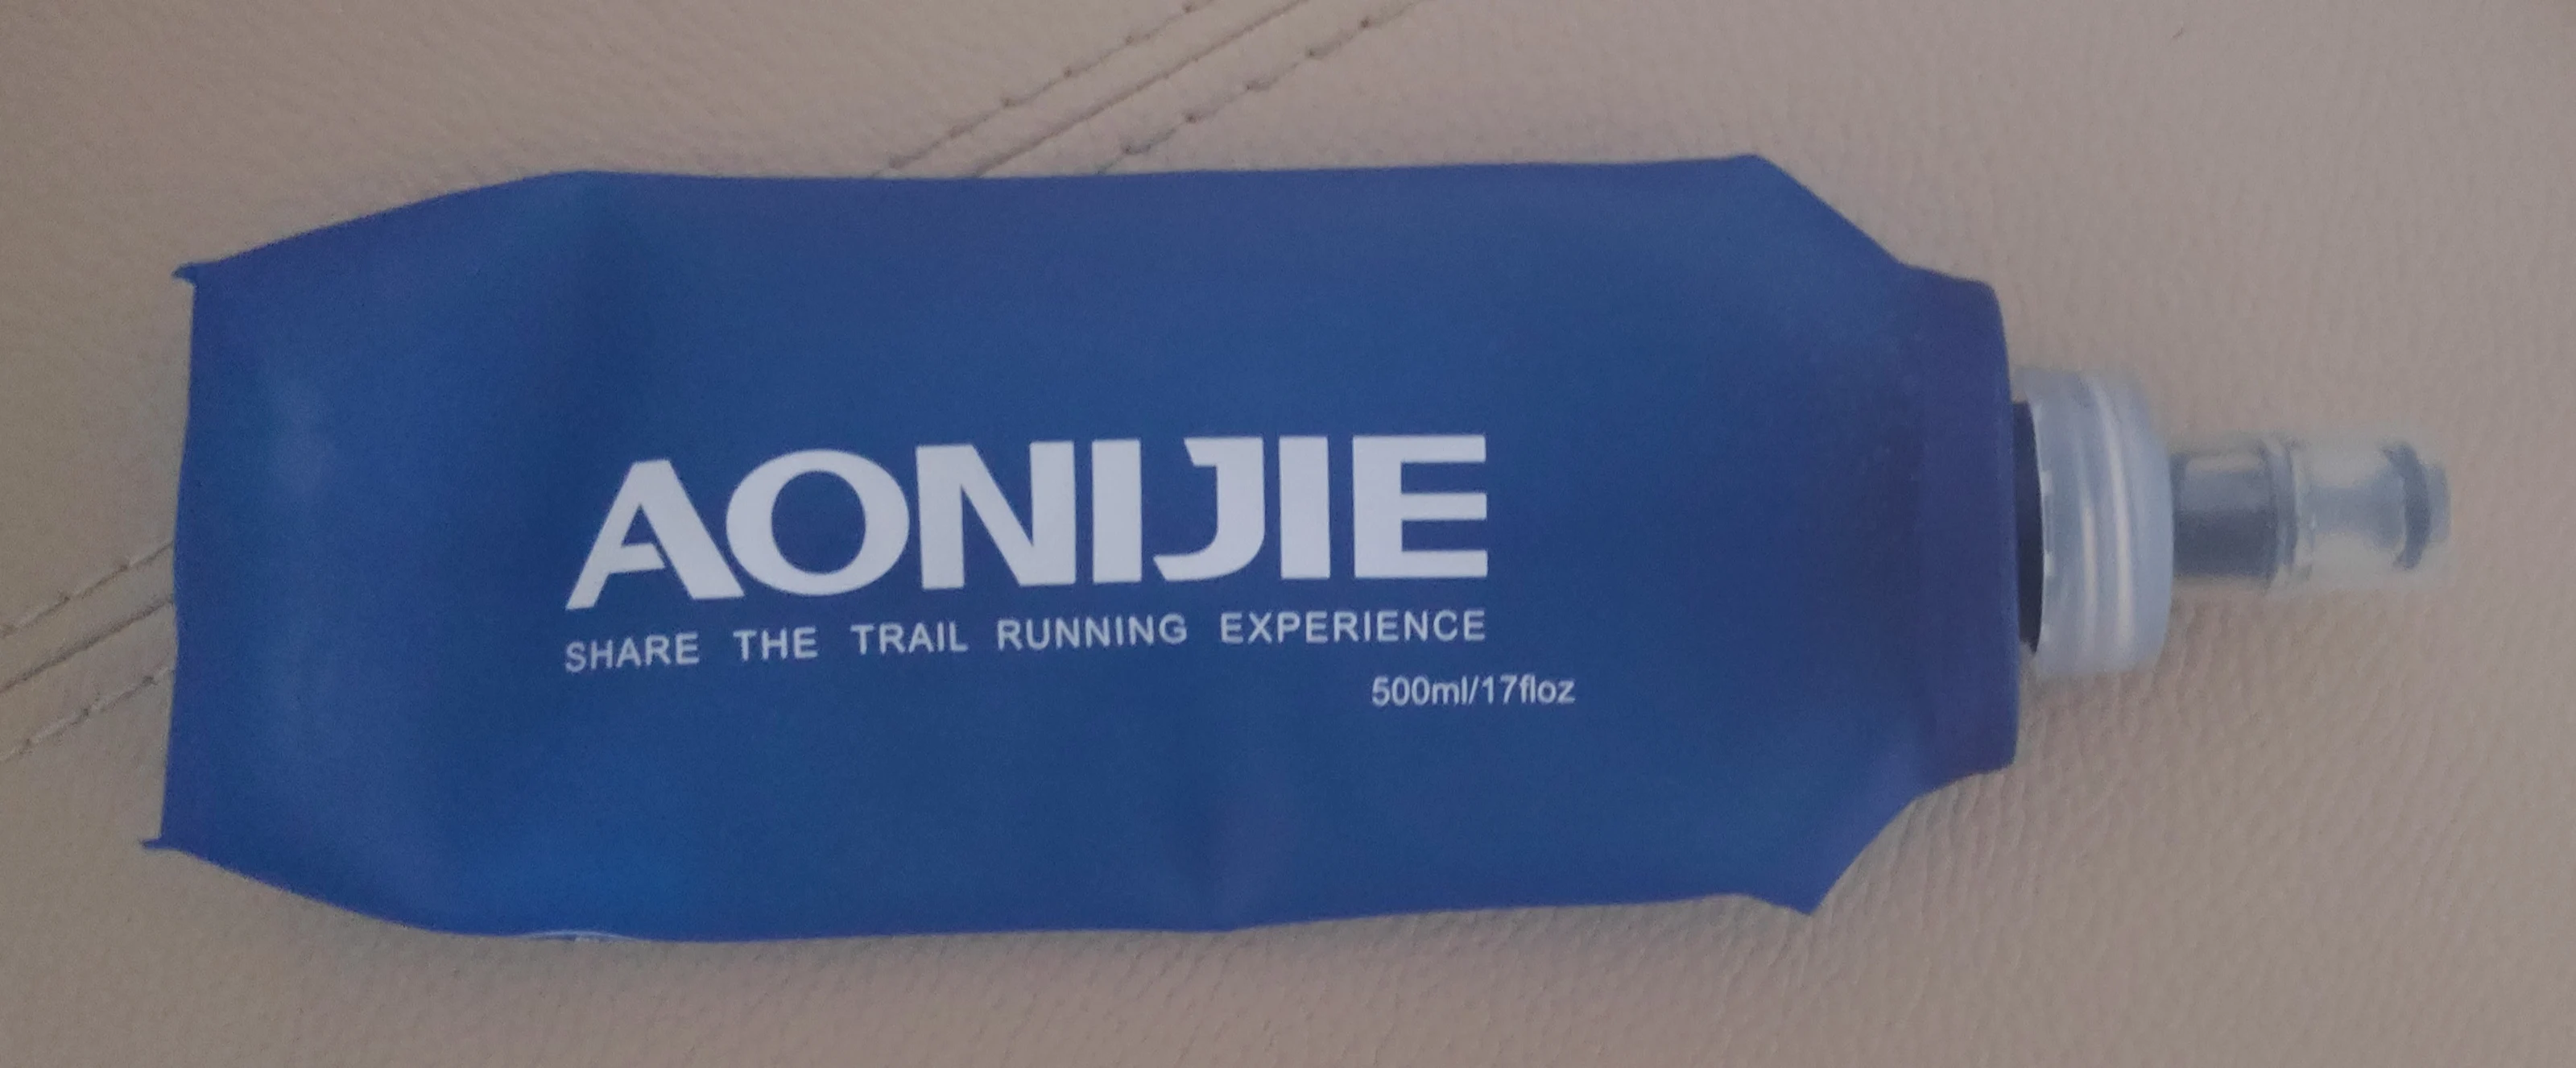 AONIJIE
SHARE THE TRAIL RUNNING EXPERIENCE
500ml/17floz